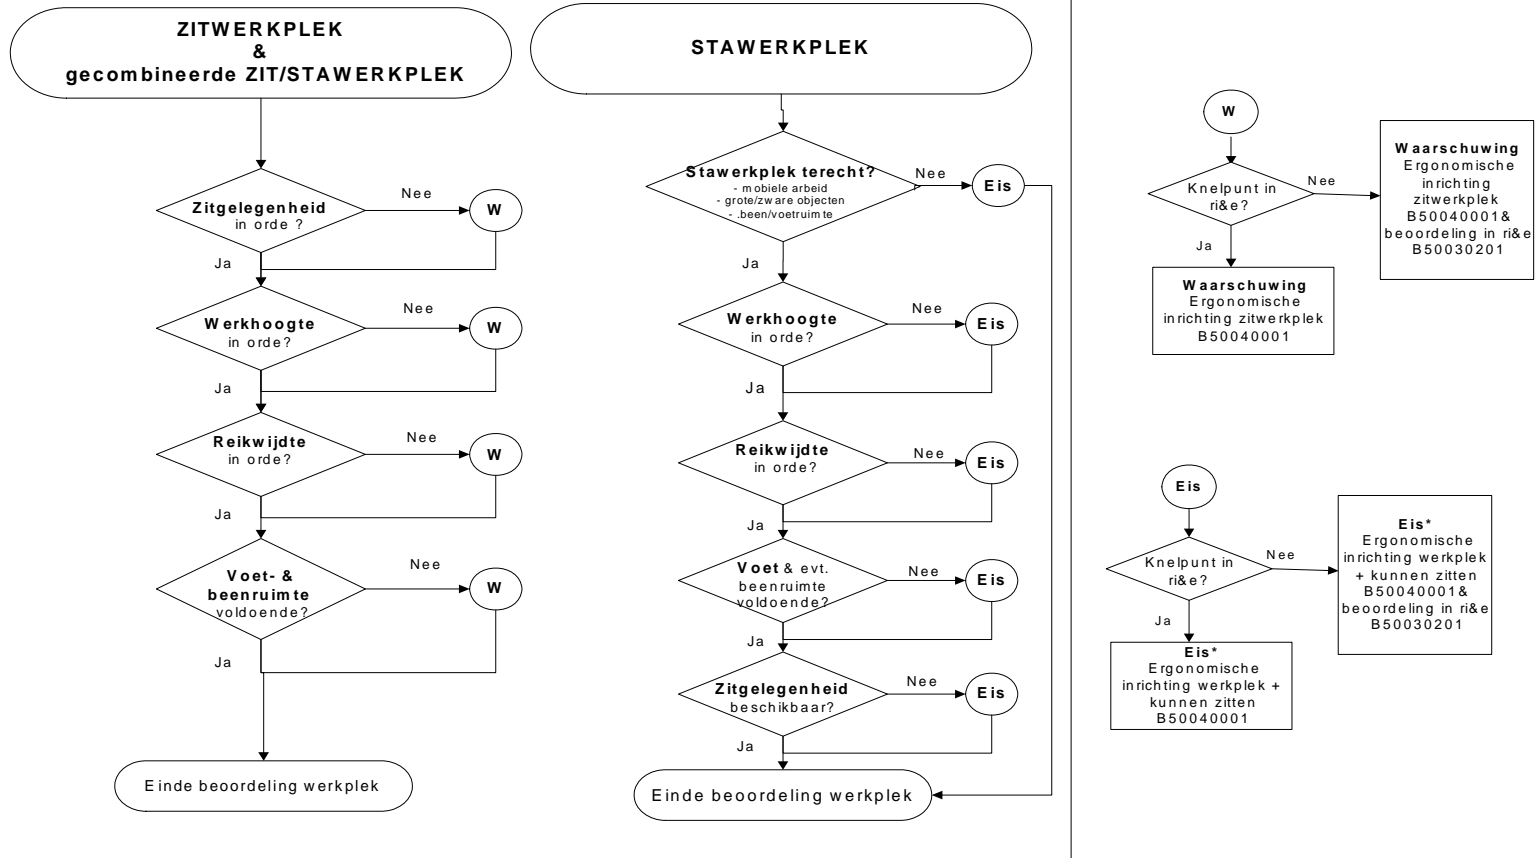 ZITWERKPLEK
&
gecombineerde ZIT/STAWERKPLEK
Zitgelegenheid
in orde ?
Nee
W
Ja
Werkhoogte
in orde?
Nee
W
Ja
Reikwijdte
in orde?
Nee
W
Ja
Voet- &
beenruimte
voldoende?
Nee
W
Ja
Einde beoordeling werkplek
STAWERKPLEK
Stawerkplek terecht?
- mobiele arbeid
- grote/zware objecten
- .been/voetruimte
Nee
Eis
Ja
Werkhoogte
in orde?
Nee
Eis
Ja
Reikwijdte
in orde?
Nee
Eis
Ja
Voet & evt.
beenruimte
voldoende?
Nee
Eis
Ja
Zitgelegenheid
beschikbaar?
Nee
Eis
Ja
Einde beoordeling werkplek
W
Knelpunt in
ri&e?
Nee
Waarschuwing
Ergonomische
inrichting
zitwerkplek
B50040001&
beoordeling in ri&e
B50030201
Ja
Waarschuwing
Ergonomische
inrichting zitwerkplek
B50040001
Eis
Knelpunt in
ri&e?
Nee
Eis*
Ergonomische
inrichting werkplek
+ kunnen zitten
B50040001&
beoordeling in ri&e
B50030201
Ja
Eis*
Ergonomische
inrichting werkplek +
kunnen zitten
B50040001